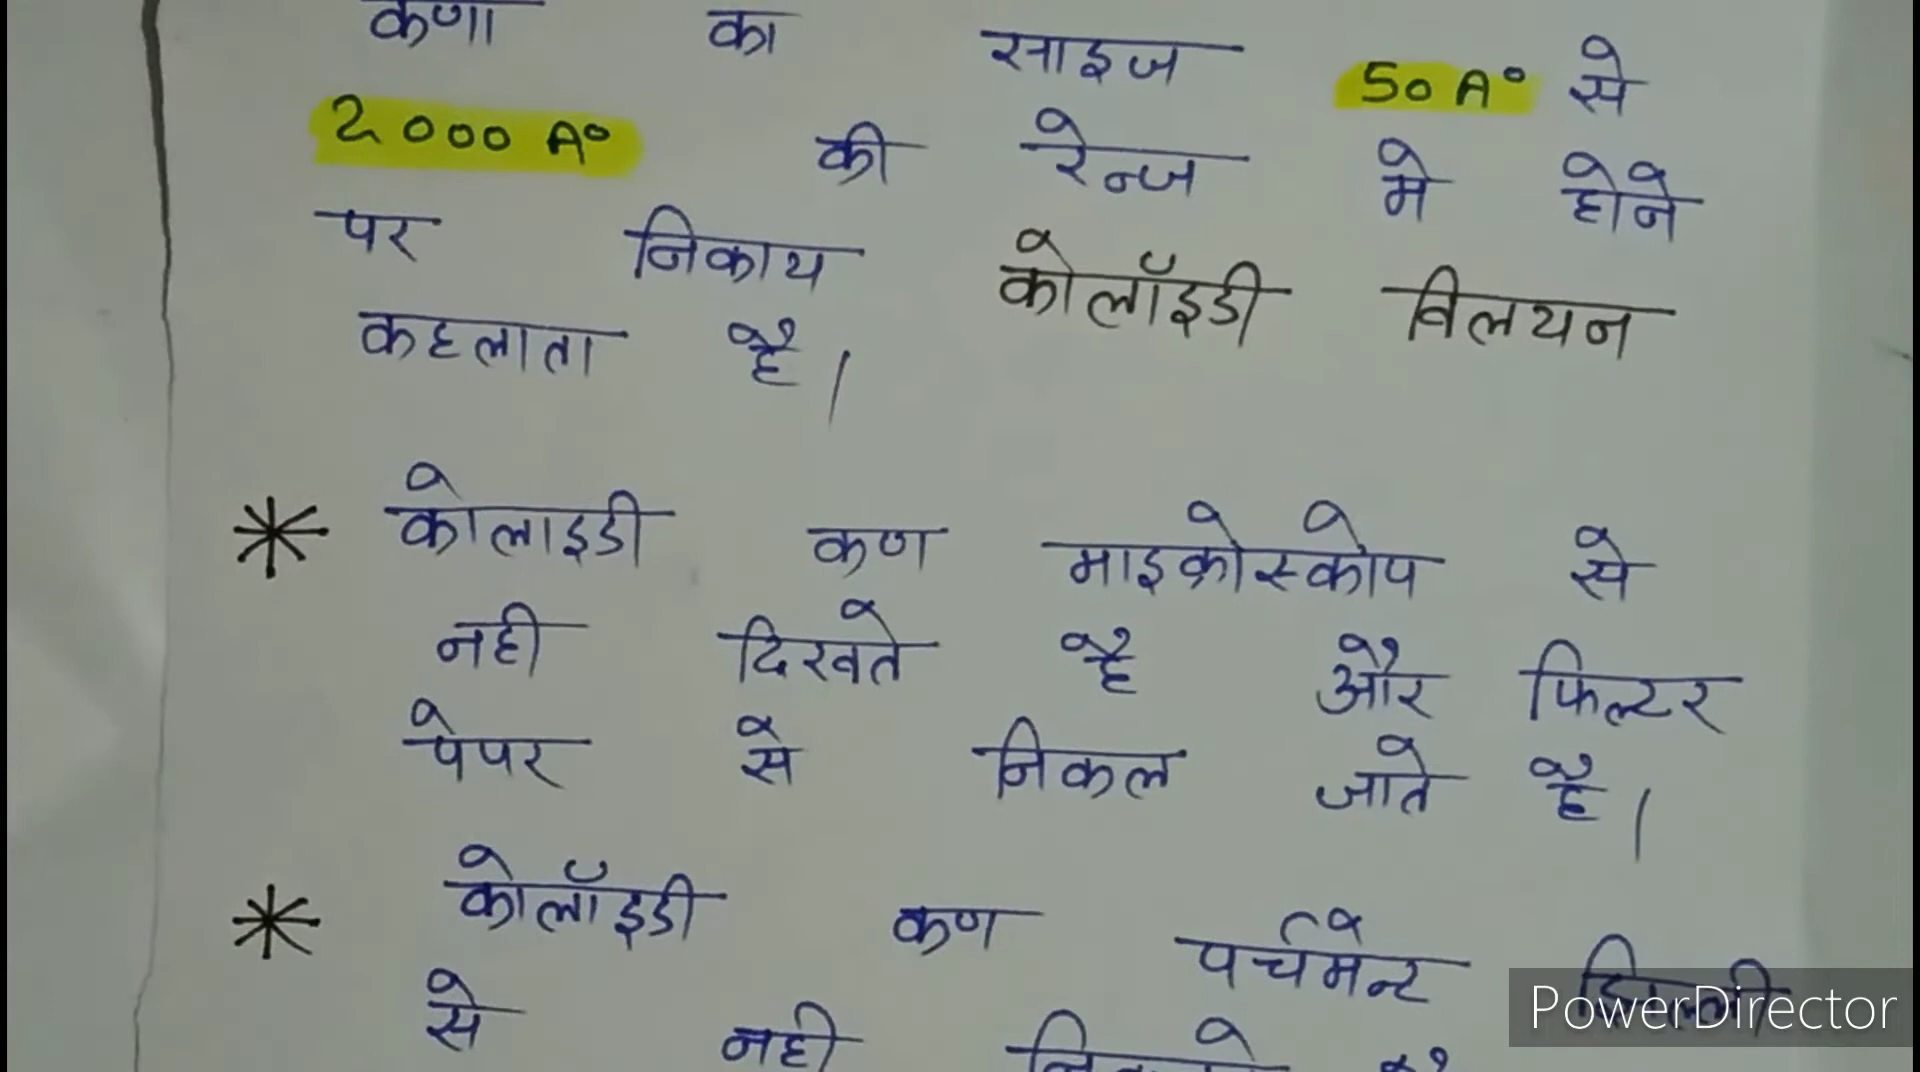 कणों का साइज 50 A° से
2000 A° की रेन्ज मे होने
पर निकाय कोलॉइडी विलयन
कहलाता है।
* कोलाइडी कण माइक्रोस्कोप से
नही दिखते है और फिल्टर
पेपर से निकल जाते है।
* कोलॉइडी कण पर्चमेन्ट झिल्ली
से नही
PowerDirector